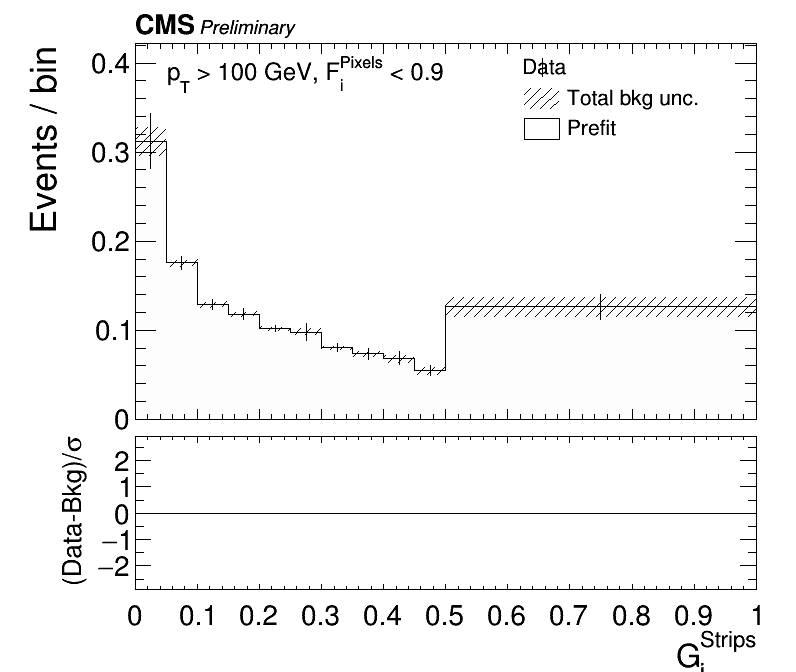 CMS Preliminary
Events / bin
p_T > 100 GeV, F_i^Pixels < 0.9
Data
Total bkg unc.
Prefit
0.4
0.3
0.2
0.1
0
(Data-Bkg)/σ
2
1
0
−1
−2
0 0.1 0.2 0.3 0.4 0.5 0.6 0.7 0.8 0.9 1
G_i^Strips